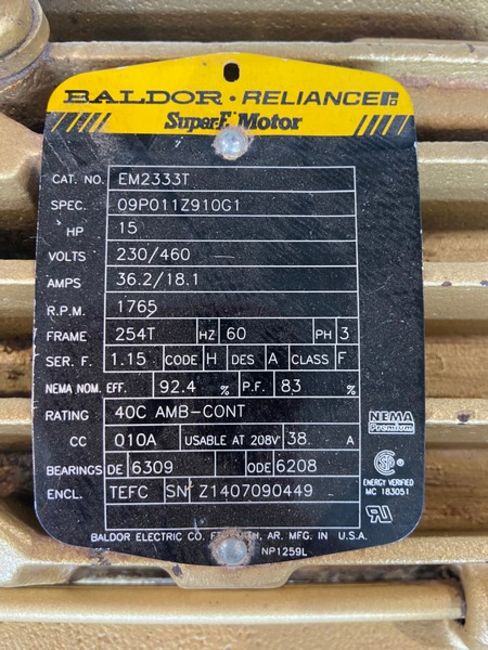 BALDOR · RELIANCE
Super-E Motor
CAT. NO. EM2333T
SPEC. 09P011Z910G1
HP 15
VOLTS 230/460
AMPS 36.2/18.1
R.P.M. 1765
FRAME 254T HZ 60 PH 3
SER. F. 1.15 CODE H DES A CLASS F
NEMA NOM. EFF. 92.4 % P.F. 83 %
RATING 40C AMB-CONT
NEMA
Premium
CC 010A USABLE AT 208V 38. A
BEARINGS DE 6309 ODE 6208
ENERGY VERIFIED
MC 183051
ENCL. TEFC SN Z1407090449
BALDOR ELECTRIC CO. AR. MFG. IN U.S.A.
NP1259L